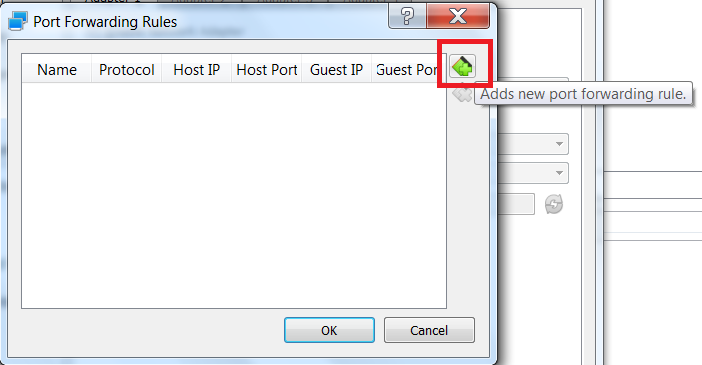 Port Forwarding Rules
?
X
Name Protocol Host IP Host Port Guest IP Guest Por
Adds new port forwarding rule.
OK Cancel